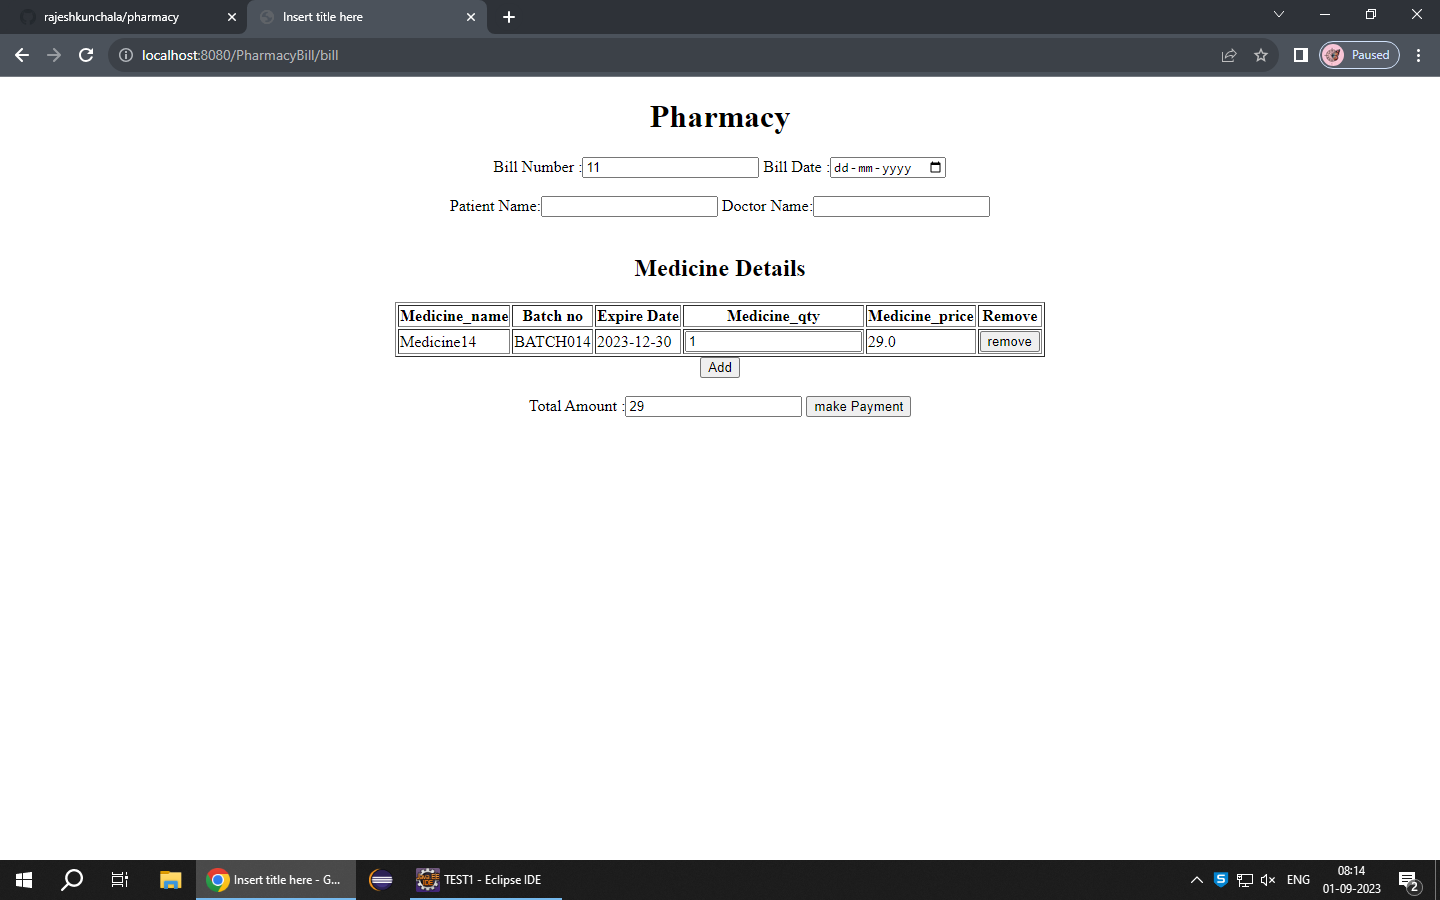 rajeshkunchala/pharmacy
Insert title here
localhost:8080/PharmacyBill/bill
Paused
Pharmacy
Bill Number :11 Bill Date :dd-mm-yyyy
Patient Name: Doctor Name:
Medicine Details
Medicine_name Batch no Expire Date Medicine_qty Medicine_price Remove
Medicine14 BATCH014 2023-12-30 1 29.0 remove
Add
Total Amount :29 make Payment
Insert title here - G...
TEST1 - Eclipse IDE
ENG
08:14
01-09-2023
2